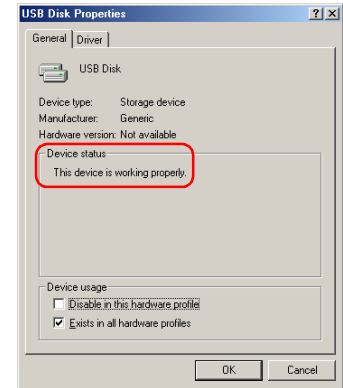 USB Disk Properties
General Driver
USB Disk
Device type: Storage device
Manufacturer: Generic
Hardware version: Not available
Device status
This device is working properly.
Device usage
Disable in this hardware profile
Exists in all hardware profiles
OK Cancel